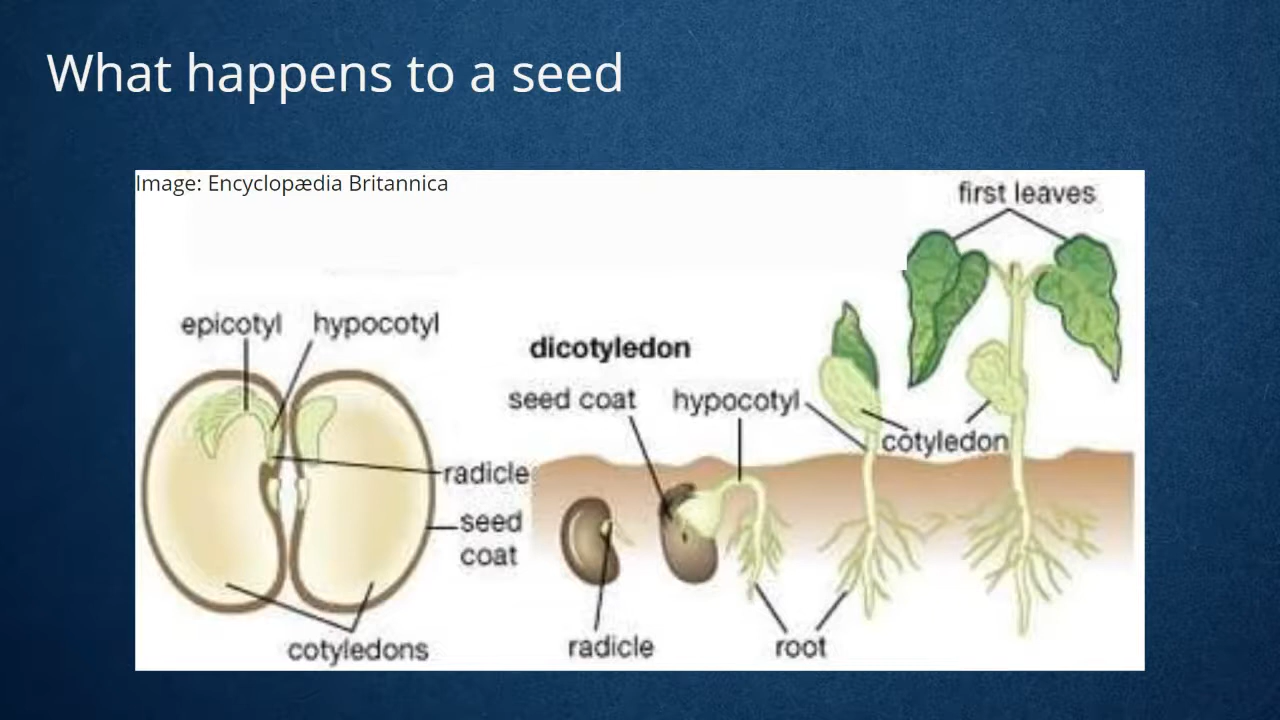 What happens to a seed
Image: Encyclopædia Britannica
first leaves
epicotyl
hypocotyl
dicotyledon
seed coat
hypocotyl
cotyledon
radicle
seed
coat
cotyledons
radicle
root